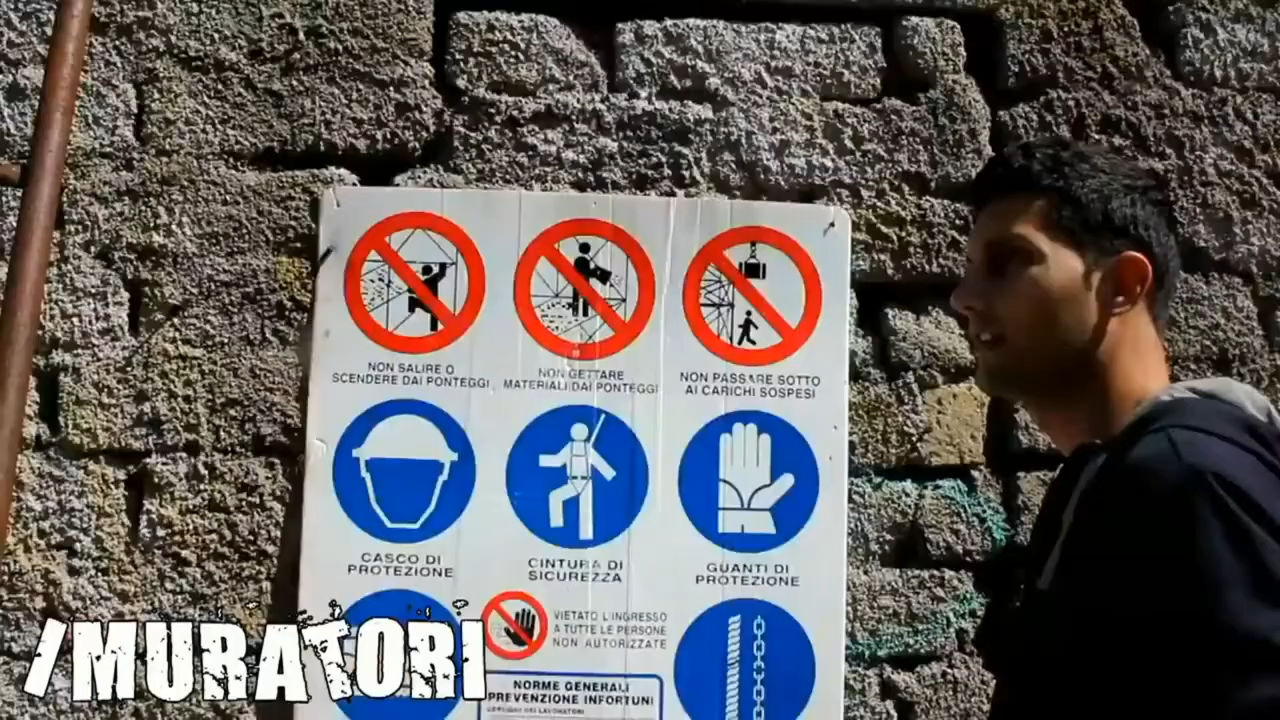 NON SALIRE O
SCENDERE DAI PONTEGGI
NON GETTARE
MATERIALI DAI PONTEGGI
NON PASSARE SOTTO
AI CARICHI SOSPESI
CASCO DI
PROTEZIONE
CINTURA DI
SICUREZZA
GUANTI DI
PROTEZIONE
VIETATO L'INGRESSO
A TUTTE LE PERSONE
NON AUTORIZZATE
NORME GENERALI
PREVENZIONE INFORTUNI
/MURATORI